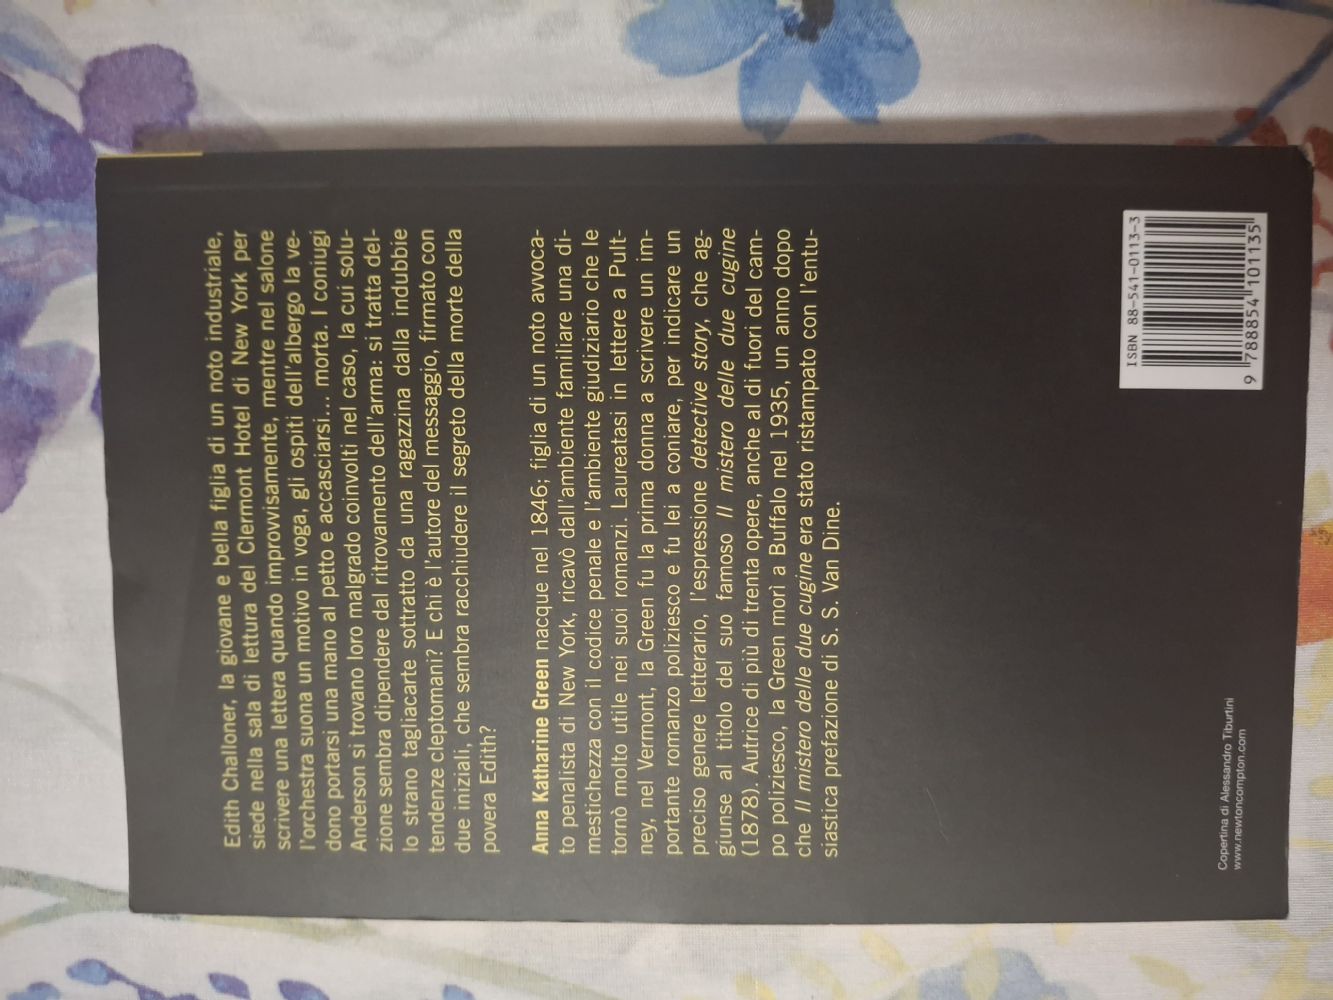 Edith Challoner, la giovane e bella figlia di un noto industriale,
siede nella sala di lettura del Clermont Hotel di New York per
scrivere una lettera quando improvvisamente, mentre nel salone
l'orchestra suona un motivo in voga, gli ospiti dell'albergo la ve-
dono portarsi una mano al petto e accasciarsi... morta. I coniugi
Anderson si trovano loro malgrado coinvolti nel caso, la cui solu-
zione sembra dipendere dal ritrovamento dell'arma: si tratta del-
lo strano tagliacarte sottratto da una ragazzina dalla indubbie
tendenze cleptomani? E chi è l'autore del messaggio, firmato con
due iniziali, che sembra racchiudere il segreto della morte della
povera Edith?
Anna Katharine Green nacque nel 1846; figlia di un noto avvoca-
to penalista di New York, ricavò dall'ambiente familiare una di-
mestichezza con il codice penale e l'ambiente giudiziario che le
tornò molto utile nei suoi romanzi. Laureatasi in lettere a Pult-
ney, nel Vermont, la Green fu la prima donna a scrivere un im-
portante romanzo poliziesco e fu lei a coniare, per indicare un
preciso genere letterario, l'espressione detective story, che ag-
giunse al titolo del suo famoso Il mistero delle due cugine
(1878). Autrice di più di trenta opere, anche al di fuori del cam-
po poliziesco, la Green morì a Buffalo nel 1935, un anno dopo
che Il mistero delle due cugine era stato ristampato con l'entu-
siastica prefazione di S. S. Van Dine.
Copertina di Alessandro Tiburtini
www.newtoncompton.com
ISBN 88-541-0113-3
9 788854 101135